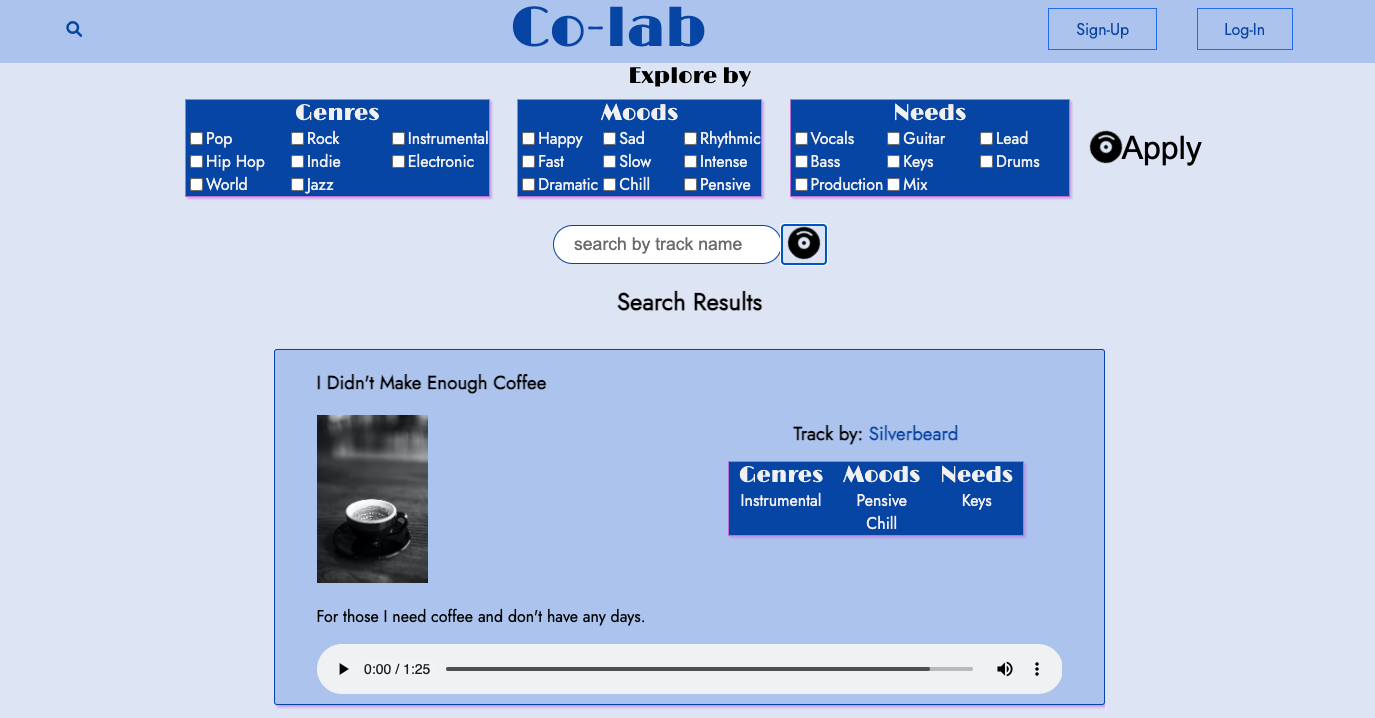 Co-lab
Sign-Up
Log-In
Explore by
Genres
Pop Rock Instrumental
Hip Hop Indie Electronic
World Jazz
Moods
Happy Sad Rhythmic
Fast Slow Intense
Dramatic Chill Pensive
Needs
Vocals Guitar Lead
Bass Keys Drums
Production Mix
Apply
search by track name
Search Results
I Didn't Make Enough Coffee
Track by: Silverbeard
Genres Moods Needs
Instrumental Pensive Keys
Chill
For those I need coffee and don't have any days.
0:00 / 1:25